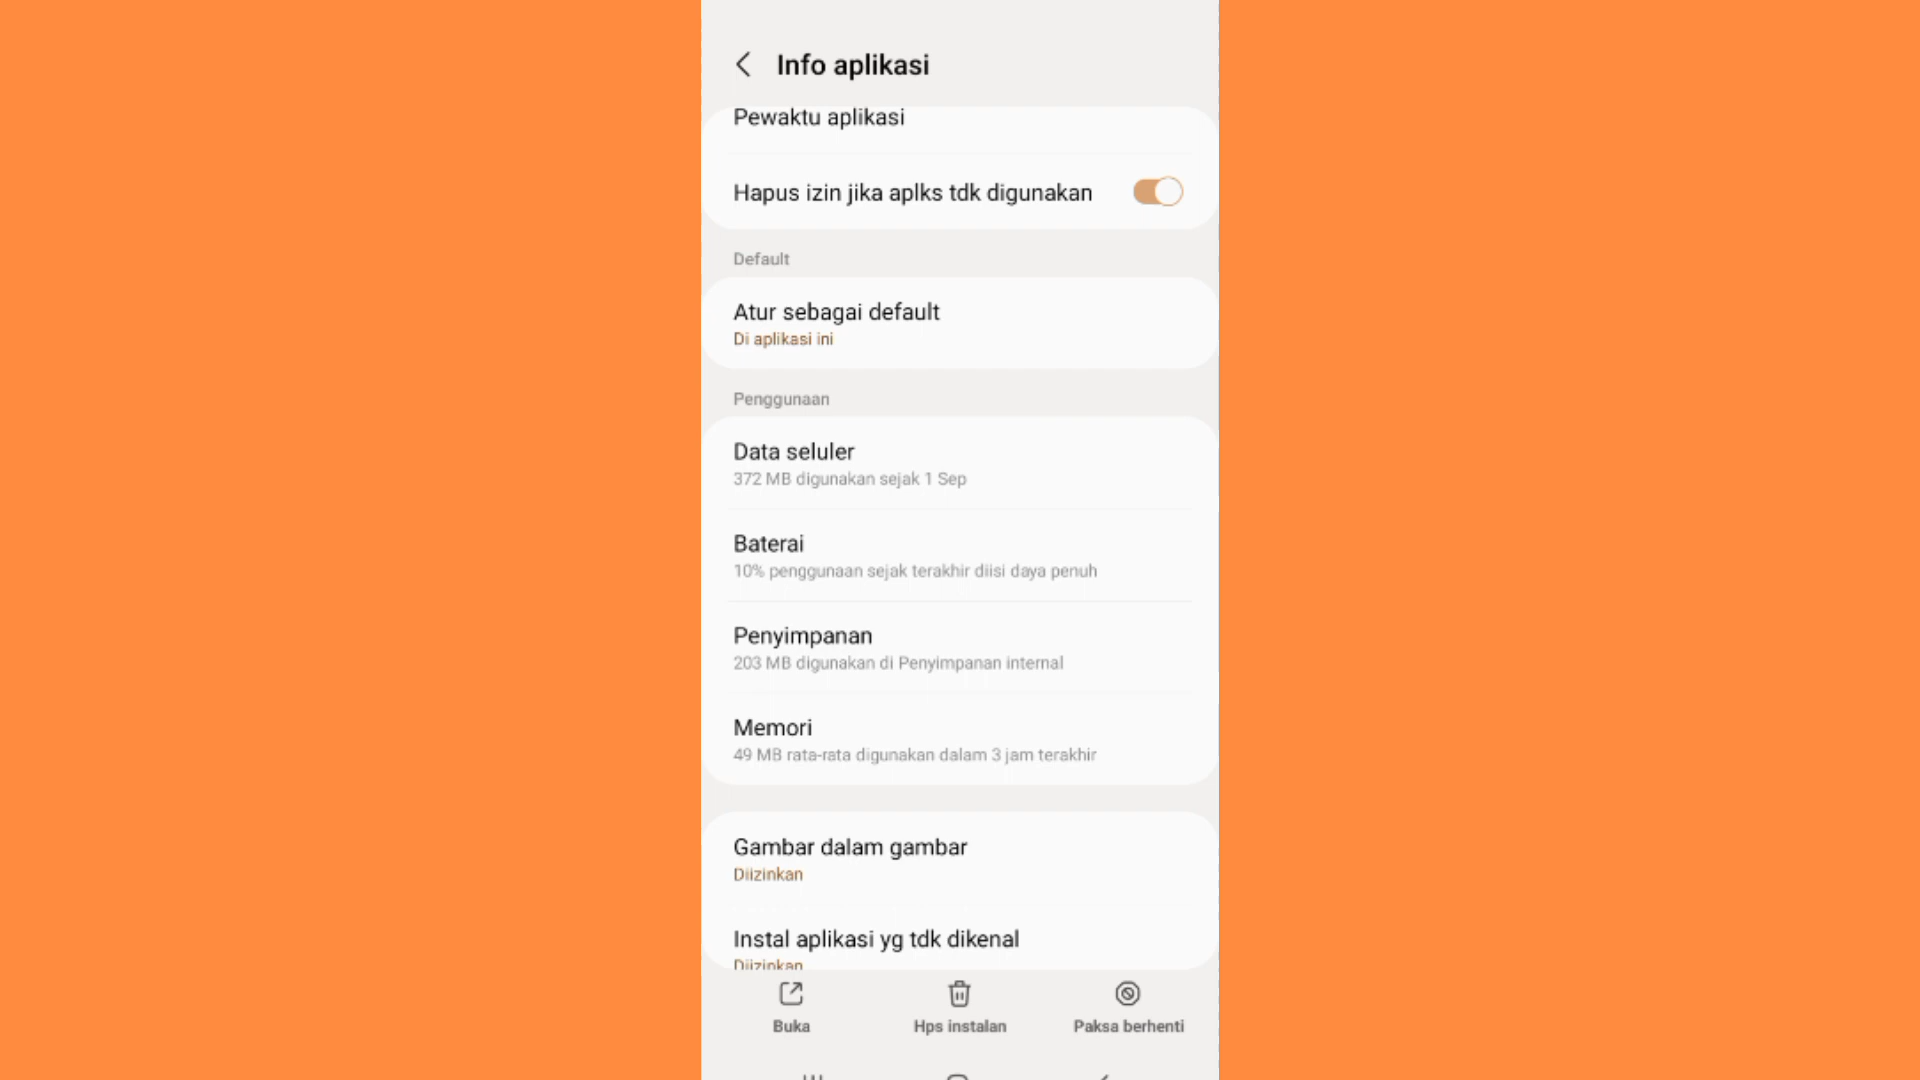 Info aplikasi
Pewaktu aplikasi
Hapus izin jika aplks tdk digunakan
Default
Atur sebagai default
Di aplikasi ini
Penggunaan
Data seluler
372 MB digunakan sejak 1 Sep
Baterai
10% penggunaan sejak terakhir diisi daya penuh
Penyimpanan
203 MB digunakan di Penyimpanan internal
Memori
49 MB rata-rata digunakan dalam 3 jam terakhir
Gambar dalam gambar
Diizinkan
Instal aplikasi yg tdk dikenal
Diizinkan
Buka
Hps instalan
Paksa berhenti